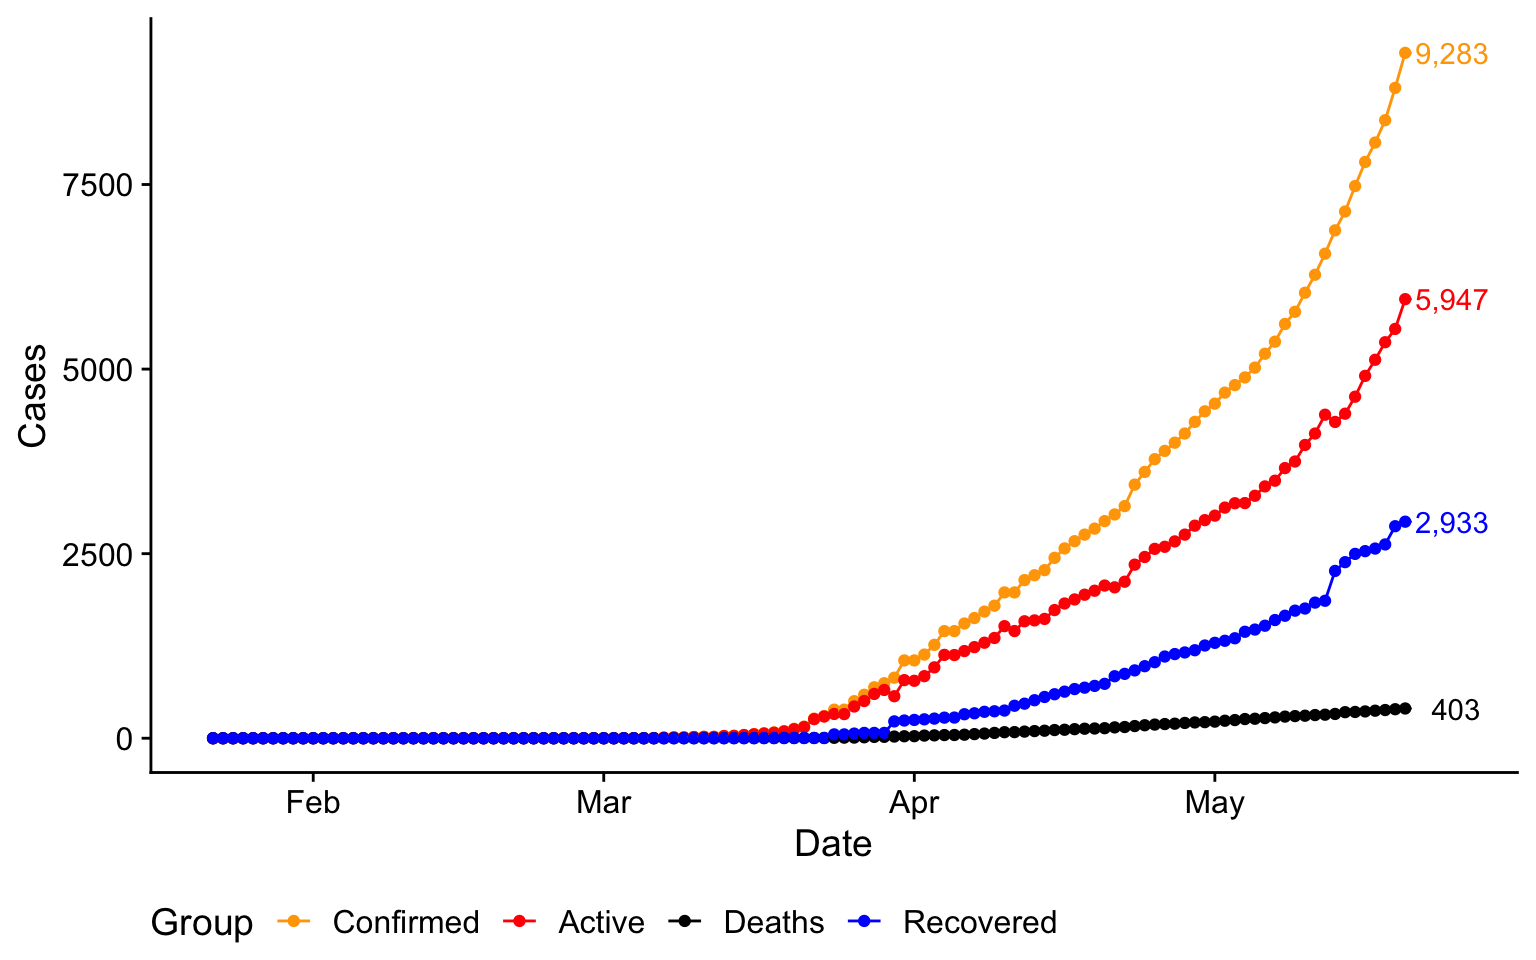 9,283
7500
5,947
5000
Cases
2,933
2500
403
0
Feb Mar Apr May
Date
Group Confirmed Active Deaths Recovered